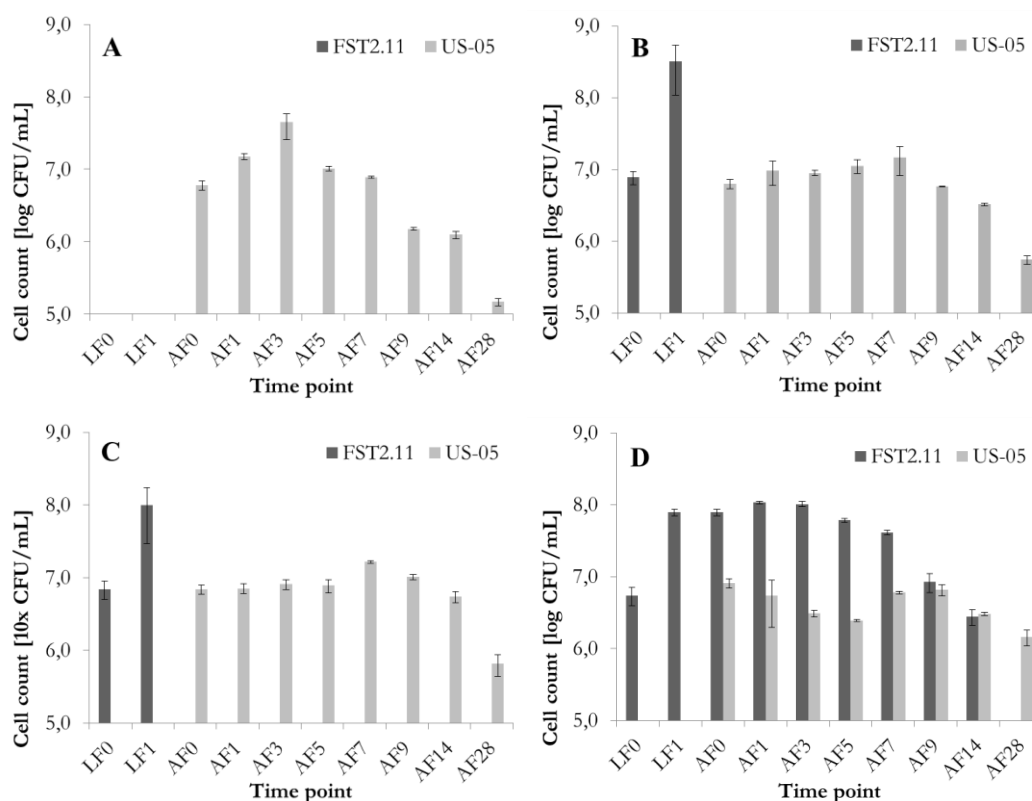 A
FST2.11 US-05
Cell count [log CFU/mL]
9,0
8,0
7,0
6,0
5,0
LF0 LF1 AF0 AF1 AF3 AF5 AF7 AF9 AF14 AF28
Time point
B
FST2.11 US-05
Cell count [log CFU/mL]
9,0
8,0
7,0
6,0
5,0
LF0 LF1 AF0 AF1 AF3 AF5 AF7 AF9 AF14 AF28
Time point
C
FST2.11 US-05
Cell count [10x CFU/mL]
9,0
8,0
7,0
6,0
5,0
LF0 LF1 AF0 AF1 AF3 AF5 AF7 AF9 AF14 AF28
Time point
D
FST2.11 US-05
Cell count [log CFU/mL]
9,0
8,0
7,0
6,0
5,0
LF0 LF1 AF0 AF1 AF3 AF5 AF7 AF9 AF14 AF28
Time point